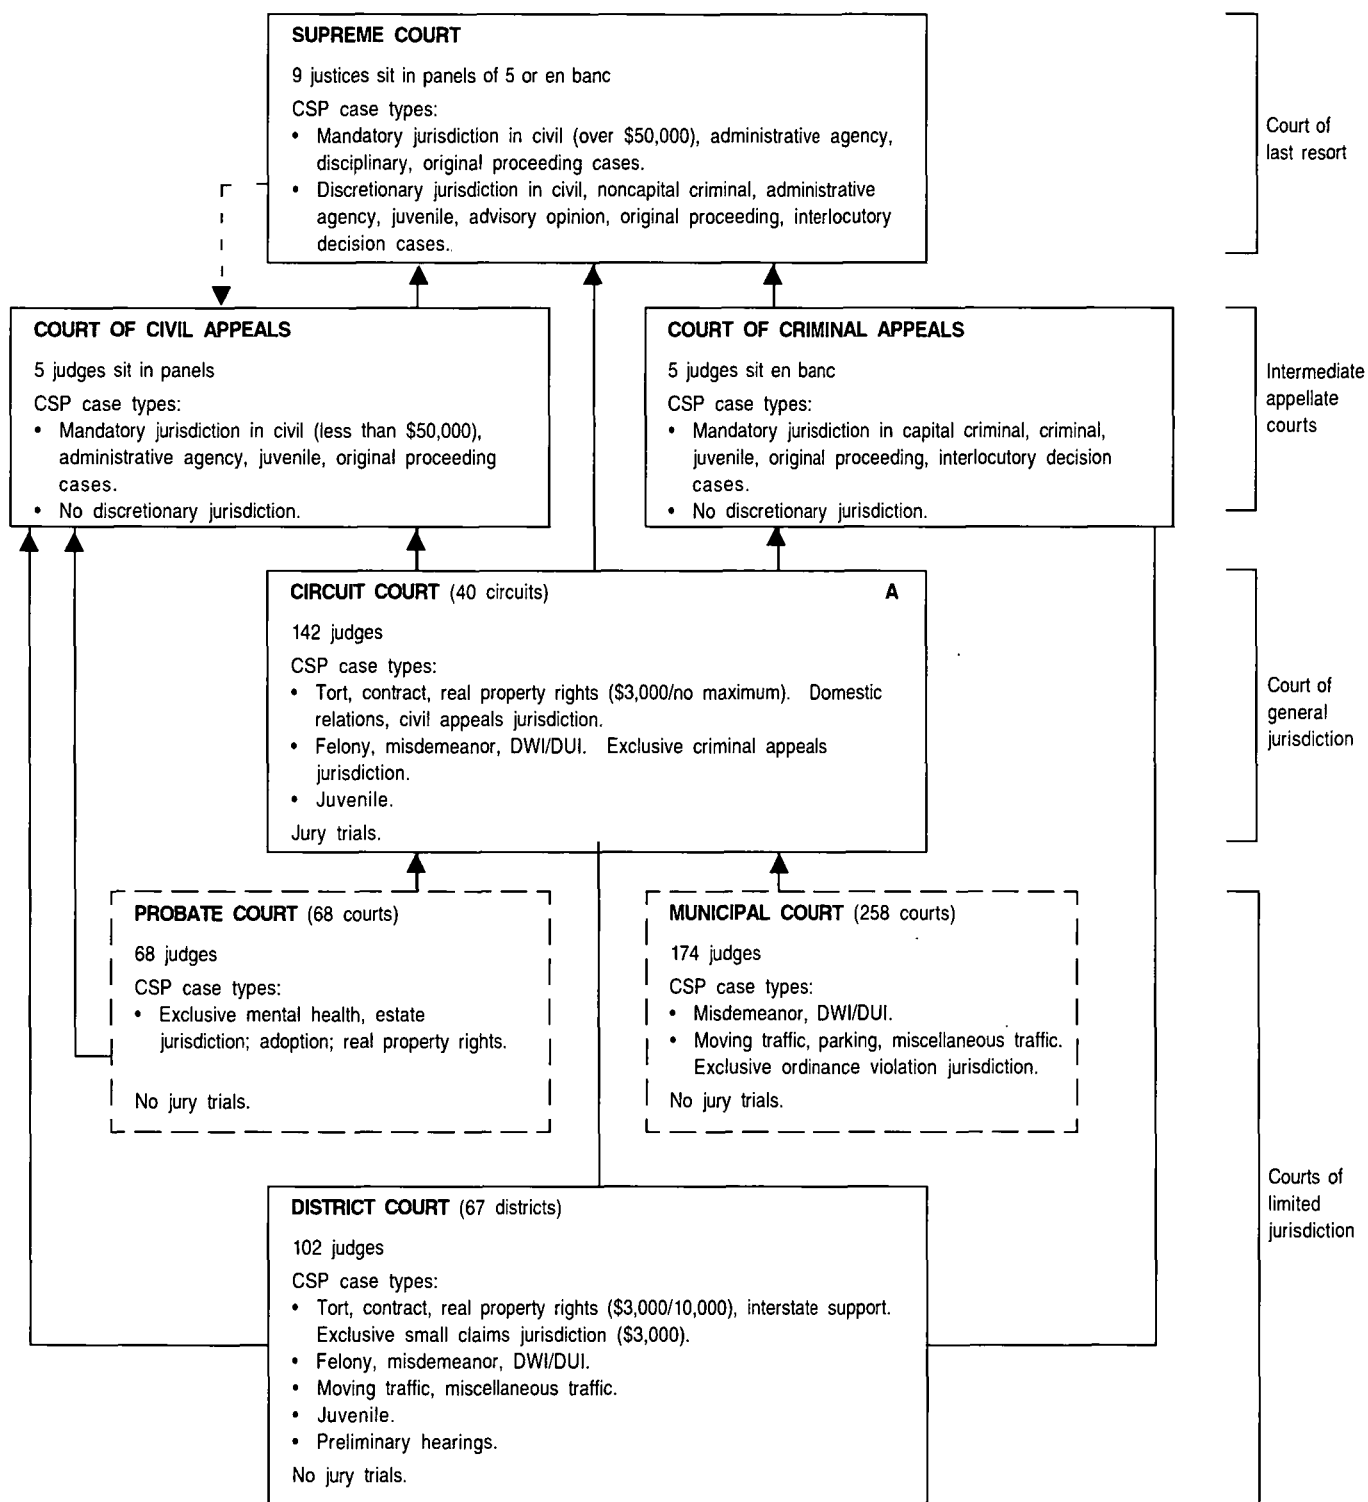 SUPREME COURT
9 justices sit in panels of 5 or en banc
CSP case types:
• Mandatory jurisdiction in civil (over $50,000), administrative agency,
disciplinary, original proceeding cases.
• Discretionary jurisdiction in civil, noncapital criminal, administrative
agency, juvenile, advisory opinion, original proceeding, interlocutory
decision cases.
Court of
last resort
COURT OF CIVIL APPEALS
5 judges sit in panels
CSP case types:
• Mandatory jurisdiction in civil (less than $50,000),
administrative agency, juvenile, original proceeding
cases.
• No discretionary jurisdiction.
COURT OF CRIMINAL APPEALS
5 judges sit en banc
CSP case types:
• Mandatory jurisdiction in capital criminal, criminal,
juvenile, original proceeding, interlocutory decision
cases.
• No discretionary jurisdiction.
Intermediate
appellate
courts
CIRCUIT COURT (40 circuits) A
142 judges
CSP case types:
• Tort, contract, real property rights ($3,000/no maximum). Domestic
relations, civil appeals jurisdiction.
• Felony, misdemeanor, DWI/DUI. Exclusive criminal appeals
jurisdiction.
• Juvenile.
Jury trials.
Court of
general
jurisdiction
PROBATE COURT (68 courts)
68 judges
CSP case types:
• Exclusive mental health, estate
jurisdiction; adoption; real property rights.
No jury trials.
MUNICIPAL COURT (258 courts)
174 judges
CSP case types:
• Misdemeanor, DWI/DUI.
• Moving traffic, parking, miscellaneous traffic.
Exclusive ordinance violation jurisdiction.
No jury trials.
DISTRICT COURT (67 districts)
102 judges
CSP case types:
• Tort, contract, real property rights ($3,000/10,000), interstate support.
Exclusive small claims jurisdiction ($3,000).
• Felony, misdemeanor, DWI/DUI.
• Moving traffic, miscellaneous traffic.
• Juvenile.
• Preliminary hearings.
No jury trials.
Courts of
limited
jurisdiction